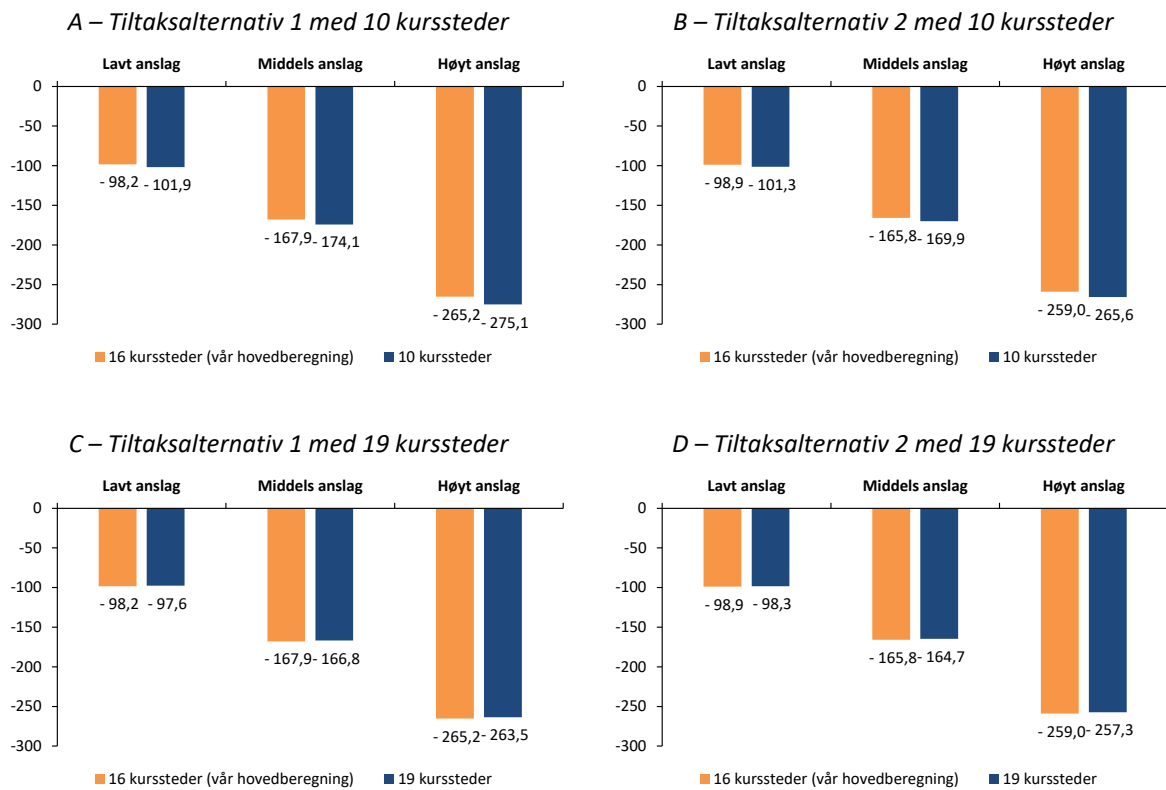 A – Tiltaksalternativ 1 med 10 kurssteder
Lavt anslag Middels anslag Høyt anslag
0
-50
-100
-150
-200
-250
-300
- 98,2 - 101,9
- 167,9 - 174,1
- 265,2 - 275,1
16 kurssteder (vår hovedberegning) 10 kurssteder
B – Tiltaksalternativ 2 med 10 kurssteder
Lavt anslag Middels anslag Høyt anslag
0
-50
-100
-150
-200
-250
-300
- 98,9 - 101,3
- 165,8 - 169,9
- 259,0 - 265,6
16 kurssteder (vår hovedberegning) 10 kurssteder
C – Tiltaksalternativ 1 med 19 kurssteder
Lavt anslag Middels anslag Høyt anslag
0
-50
-100
-150
-200
-250
-300
- 98,2 - 97,6
- 167,9 - 166,8
- 265,2 - 263,5
16 kurssteder (vår hovedberegning) 19 kurssteder
D – Tiltaksalternativ 2 med 19 kurssteder
Lavt anslag Middels anslag Høyt anslag
0
-50
-100
-150
-200
-250
-300
- 98,9 - 98,3
- 165,8 - 164,7
- 259,0 - 257,3
16 kurssteder (vår hovedberegning) 19 kurssteder